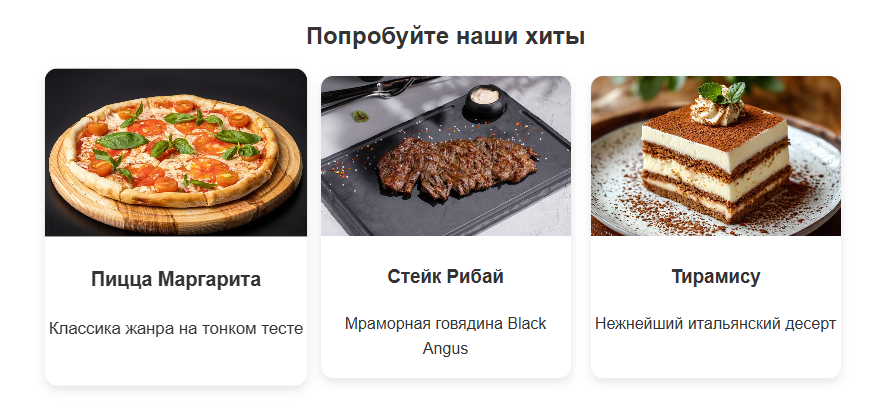 Попробуйте наши хиты
Пицца Маргарита
Классика жанра на тонком тесте
Стейк Рибай
Мраморная говядина Black
Angus
Тирамису
Нежнейший итальянский десерт